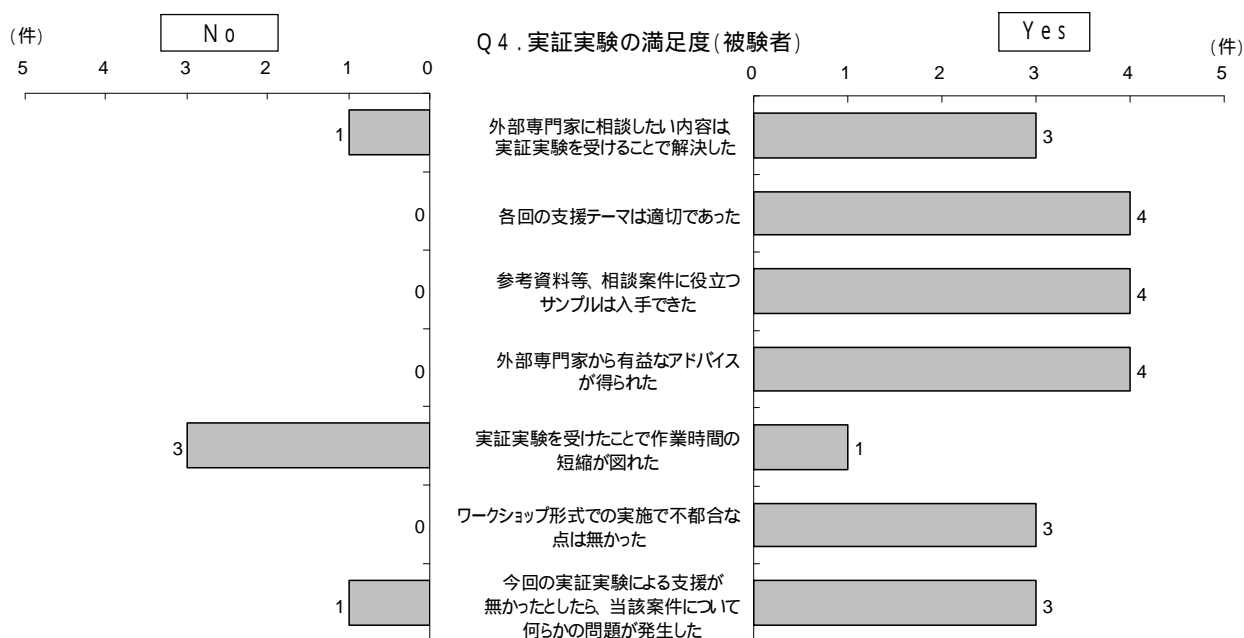 No
Q4.実証実験の満足度(被験者)
Yes
(件)
(件)
5 4 3 2 1 0
0 1 2 3 4 5
1
外部専門家に相談したい内容は
実証実験を受けることで解決した
3
0
各回の支援テーマは適切であった
4
0
参考資料等、相談案件に役立つ
サンプルは入手できた
4
0
外部専門家から有益なアドバイス
が得られた
4
3
実証実験を受けたことで作業時間の
短縮が図れた
1
0
ワークショップ形式での実施で不都合な
点は無かった
3
1
今回の実証実験による支援が
無かったとしたら、当該案件について
何らかの問題が発生した
3